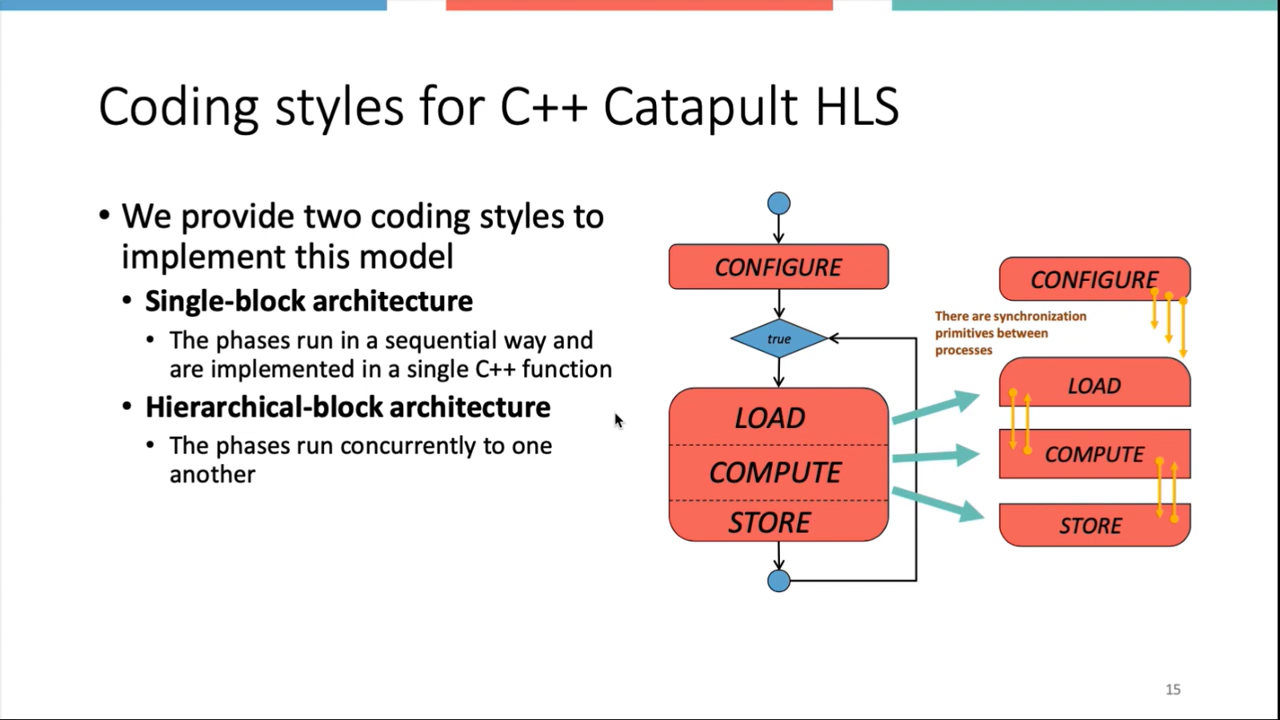 Coding styles for C++ Catapult HLS
• We provide two coding styles to
implement this model
• Single-block architecture
• The phases run in a sequential way and
are implemented in a single C++ function
• Hierarchical-block architecture
• The phases run concurrently to one
another
CONFIGURE
true
LOAD
COMPUTE
STORE
CONFIGURE
There are synchronization
primitives between
processes
LOAD
COMPUTE
STORE
15